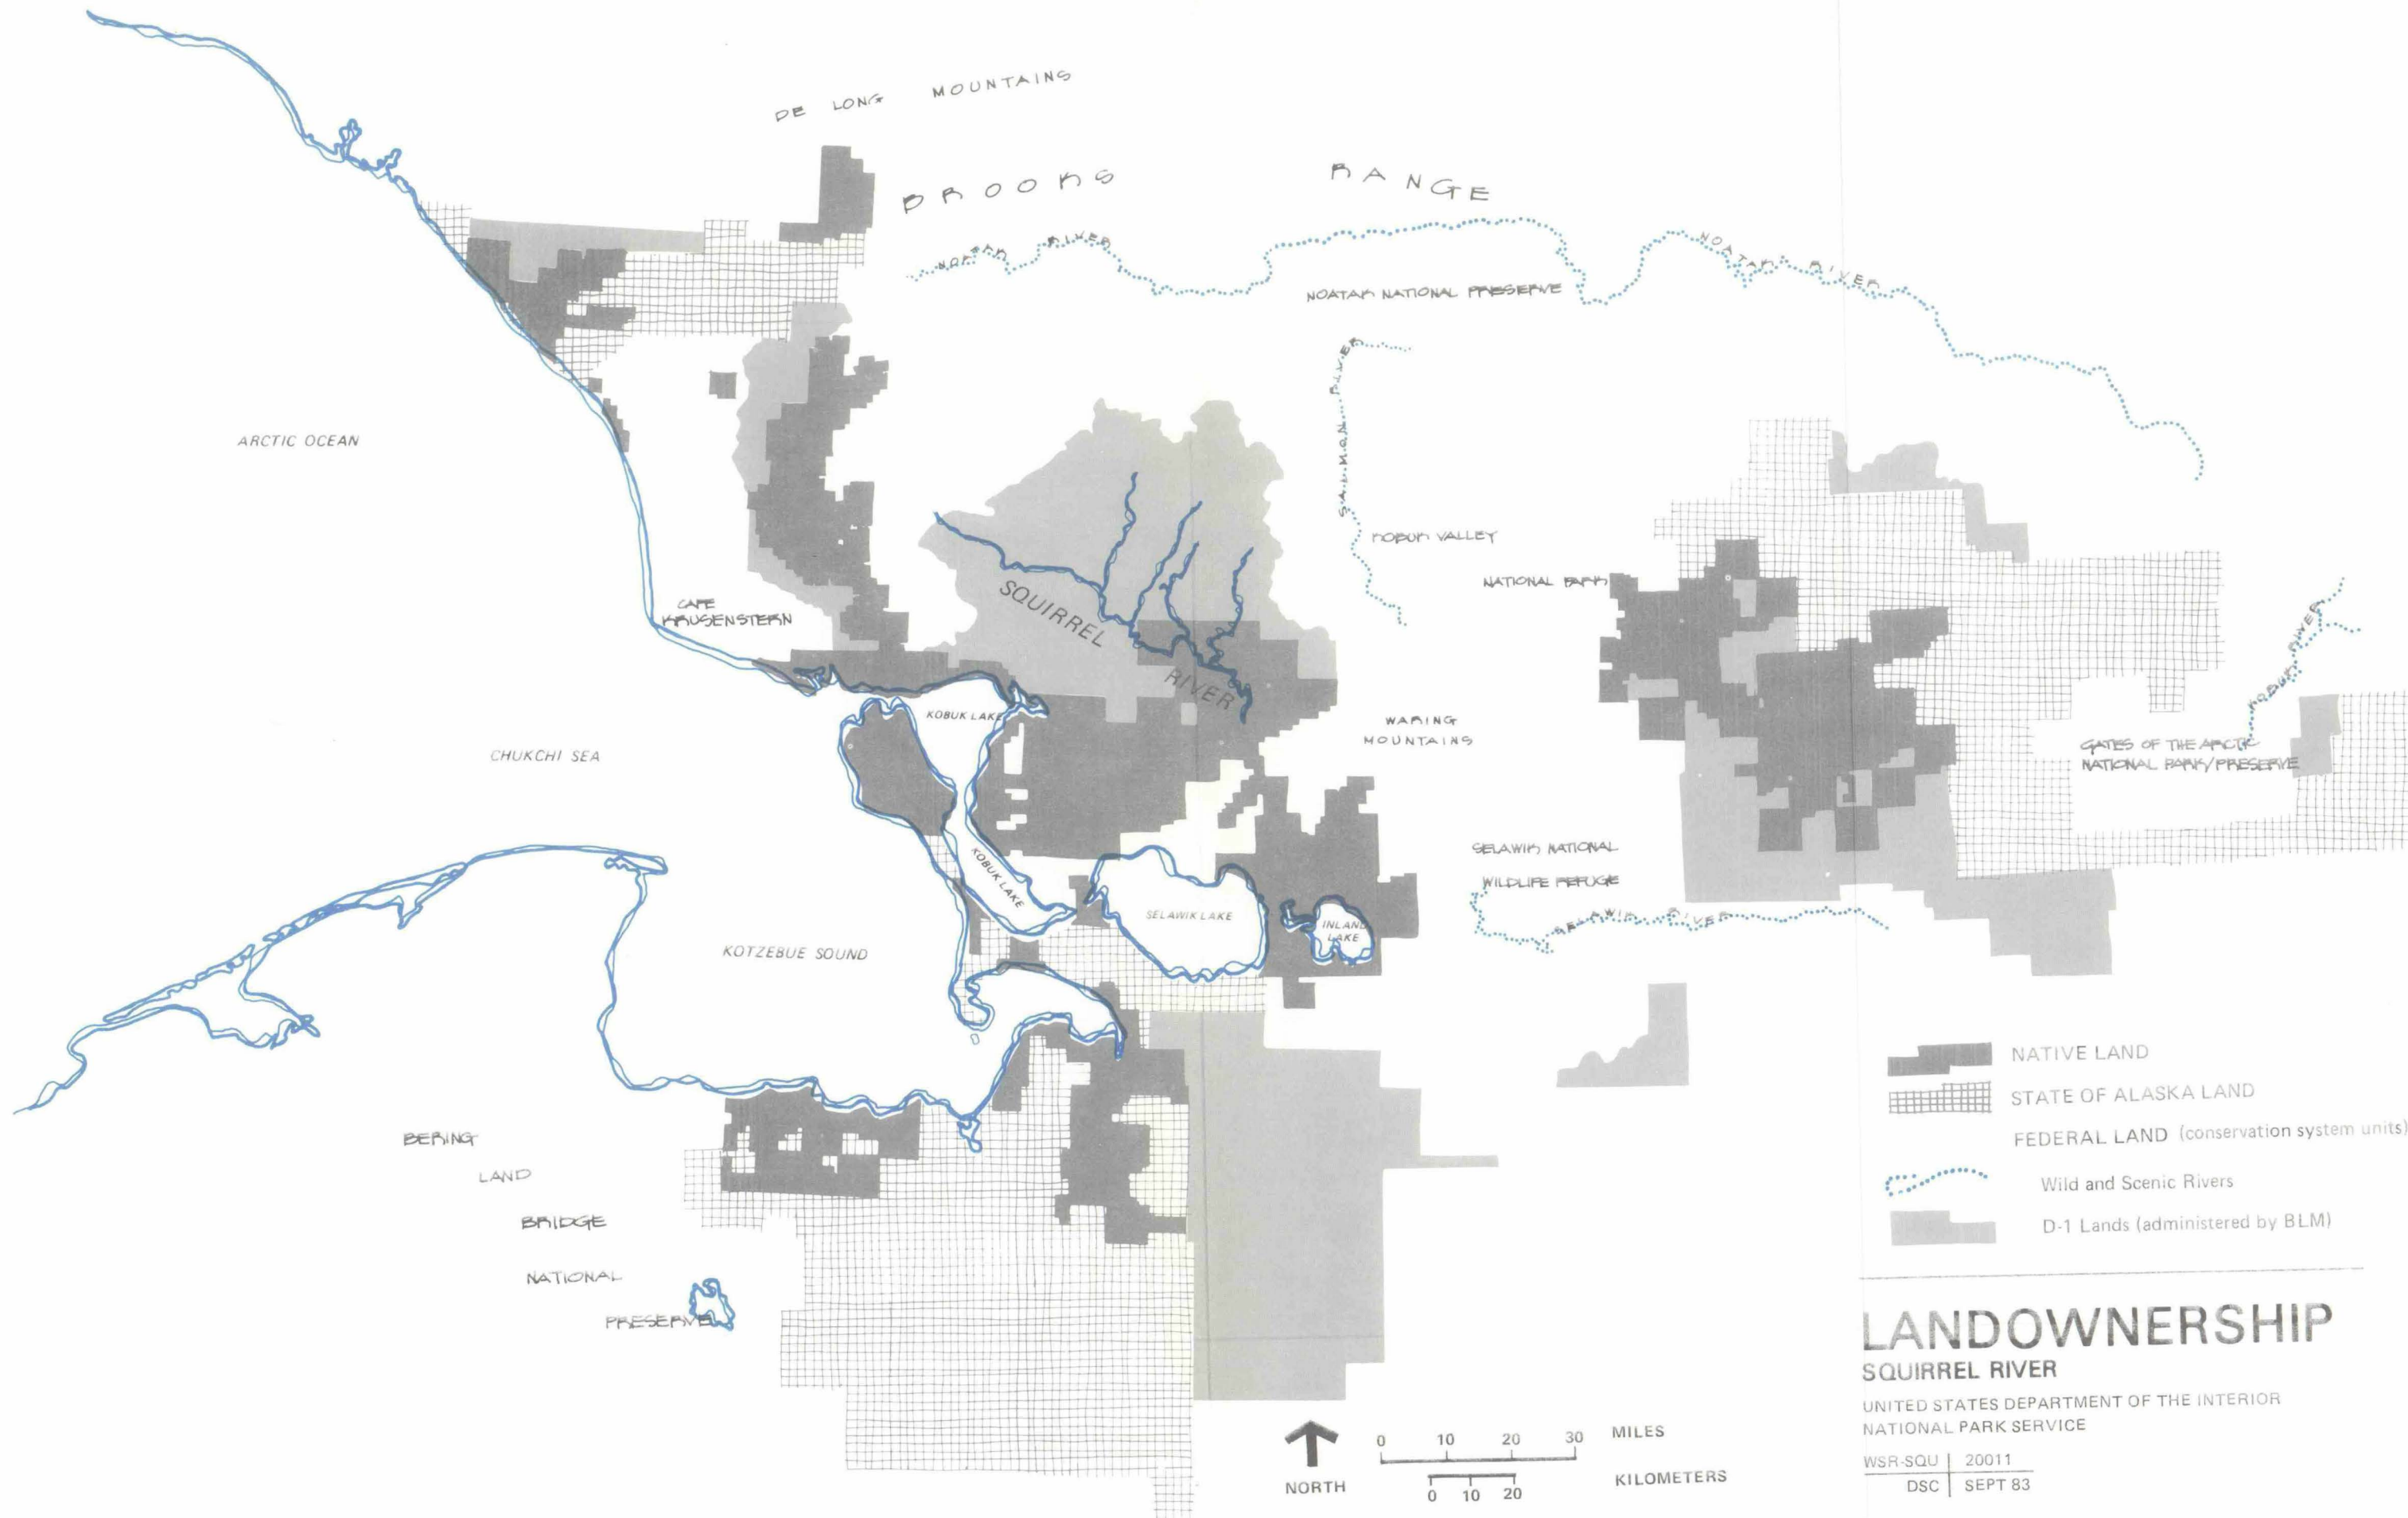 DE LONG MOUNTAINS
BROOKS RANGE
NOATAK RIVER
NOATAK RIVER
NOATAK NATIONAL PRESERVE
SALMON RIVER
ARCTIC OCEAN
KOBUK VALLEY
NATIONAL PARK
CAPE
KRUSENSTERN
SQUIRREL
RIVER
KOBUK RIVER
KOBUK LAKE
WARING
MOUNTAINS
CHUKCHI SEA
GATES OF THE ARCTIC
NATIONAL PARK/PRESERVE
KOBUK LAKE
SELAWIK NATIONAL
WILDLIFE REFUGE
SELAWIK LAKE
SELAWIK RIVER
INLAND
LAKE
KOTZEBUE SOUND
BERING
LAND
BRIDGE
NATIONAL
PRESERVE
NATIVE LAND
STATE OF ALASKA LAND
FEDERAL LAND (conservation system units)
Wild and Scenic Rivers
D-1 Lands (administered by BLM)
LANDOWNERSHIP
SQUIRREL RIVER
UNITED STATES DEPARTMENT OF THE INTERIOR
NATIONAL PARK SERVICE
WSR-SQU 20011
DSC SEPT 83
0 10 20 30 MILES
NORTH
KILOMETERS
0 10 20